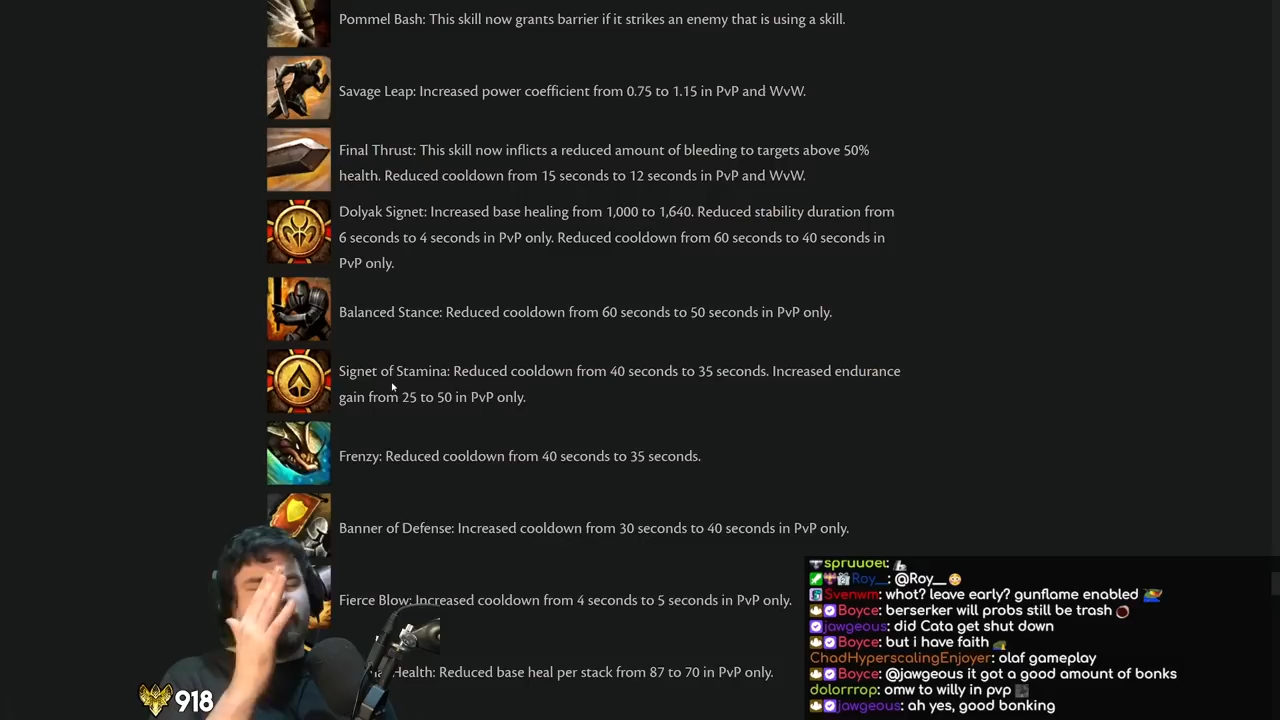 Pommel Bash: This skill now grants barrier if it strikes an enemy that is using a skill.
Savage Leap: Increased power coefficient from 0.75 to 1.15 in PvP and WvW.
Final Thrust: This skill now inflicts a reduced amount of bleeding to targets above 50%
health. Reduced cooldown from 15 seconds to 12 seconds in PvP and WvW.
Dolyak Signet: Increased base healing from 1,000 to 1,640. Reduced stability duration from
6 seconds to 4 seconds in PvP only. Reduced cooldown from 60 seconds to 40 seconds in
PvP only.
Balanced Stance: Reduced cooldown from 60 seconds to 50 seconds in PvP only.
Signet of Stamina: Reduced cooldown from 40 seconds to 35 seconds. Increased endurance
gain from 25 to 50 in PvP only.
Frenzy: Reduced cooldown from 40 seconds to 35 seconds.
Banner of Defense: Increased cooldown from 30 seconds to 40 seconds in PvP only.
Fierce Blow: Increased cooldown from 4 seconds to 5 seconds in PvP only.
Health: Reduced base heal per stack from 87 to 70 in PvP only.
918
spruudel:
Roy__: @Roy__
Svenwm: whot? leave early? gunflame enabled
Boyce: berserker will probs still be trash
jawgeous: did Cata get shut down
Boyce: but i have faith
ChadHyperscalingEnjoyer: olaf gameplay
Boyce: @jawgeous it got a good amount of bonks
dolorrrop: omw to willy in pvp
jawgeous: ah yes, good bonking